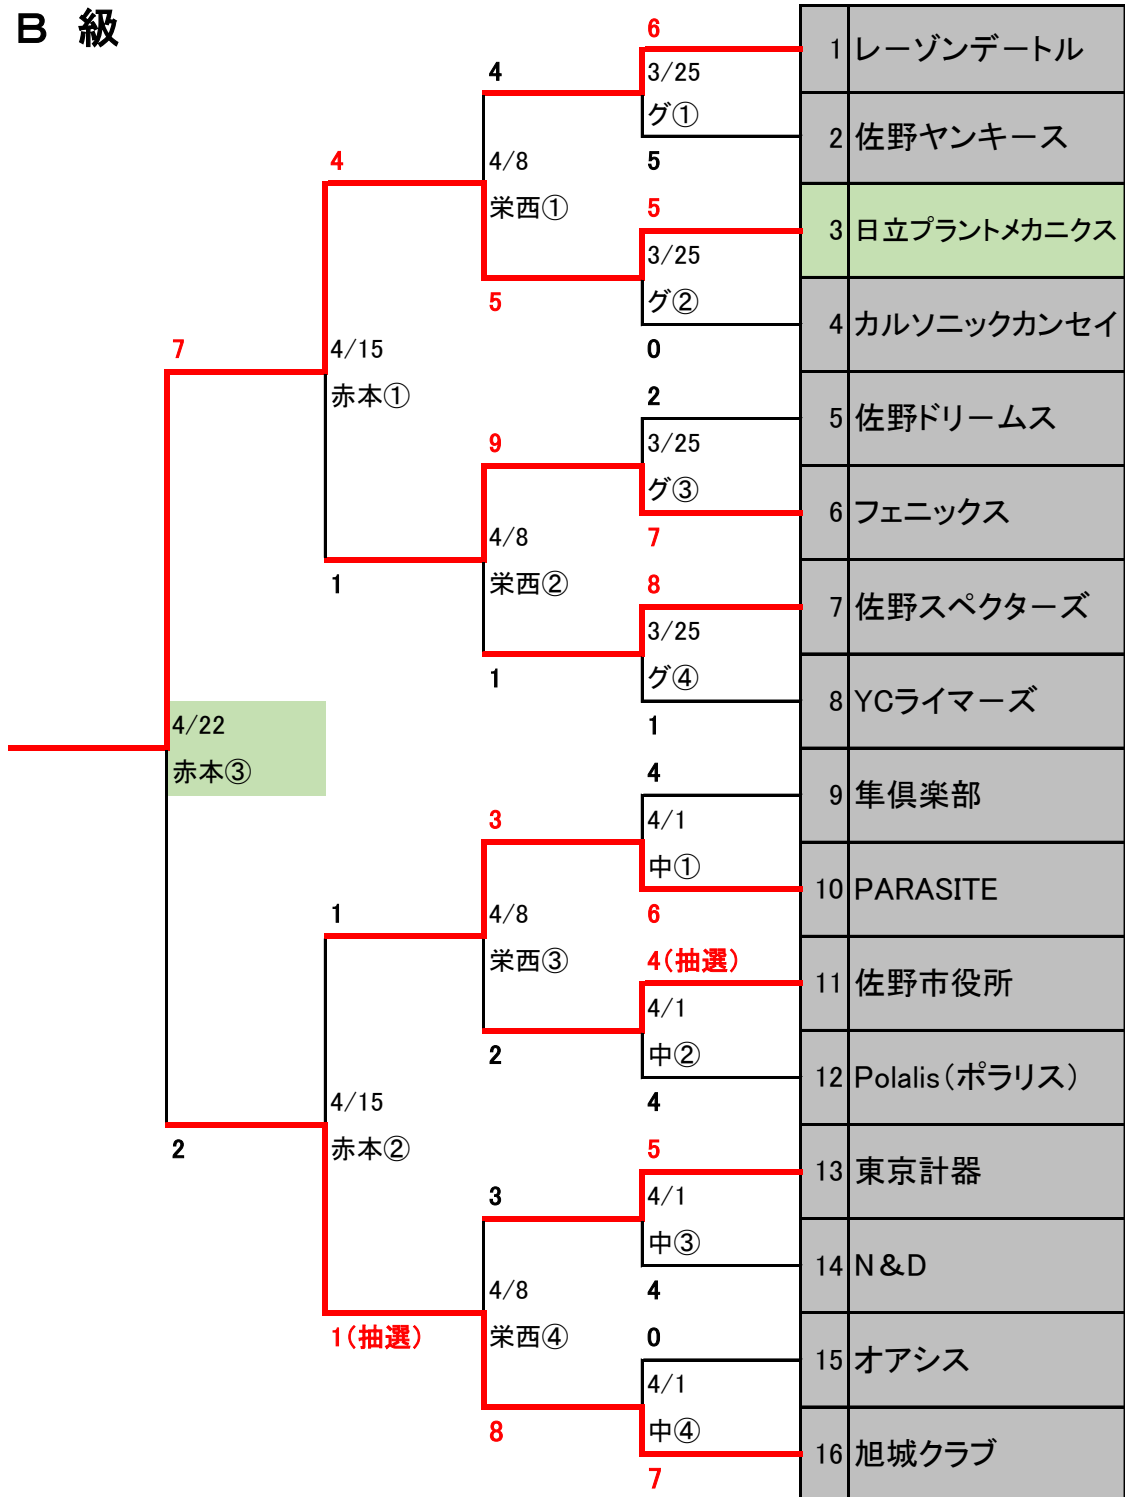 B 級
6
1 レーゾンデートル
4
3/25
グ①
2 佐野ヤンキース
4
4/8
5
栄西①
5
3 日立プラントメカニクス
3/25
5
グ②
4 カルソニックカンセイ
7
4/15
0
赤本①
2
5 佐野ドリームス
9
3/25
グ③
6 フェニックス
4/8
7
1
栄西②
8
7 佐野スペクターズ
3/25
1
グ④
8 YCライマーズ
4/22
1
赤本③
4
9 隼倶楽部
3
4/1
中①
10 PARASITE
1
4/8
6
栄西③
4(抽選)
11 佐野市役所
4/1
2
中②
12 Polalis(ポラリス)
4/15
4
2
赤本②
5
13 東京計器
3
4/1
中③
14 N&D
4/8
4
1(抽選)
栄西④
0
15 オアシス
4/1
8
中④
16 旭城クラブ
7